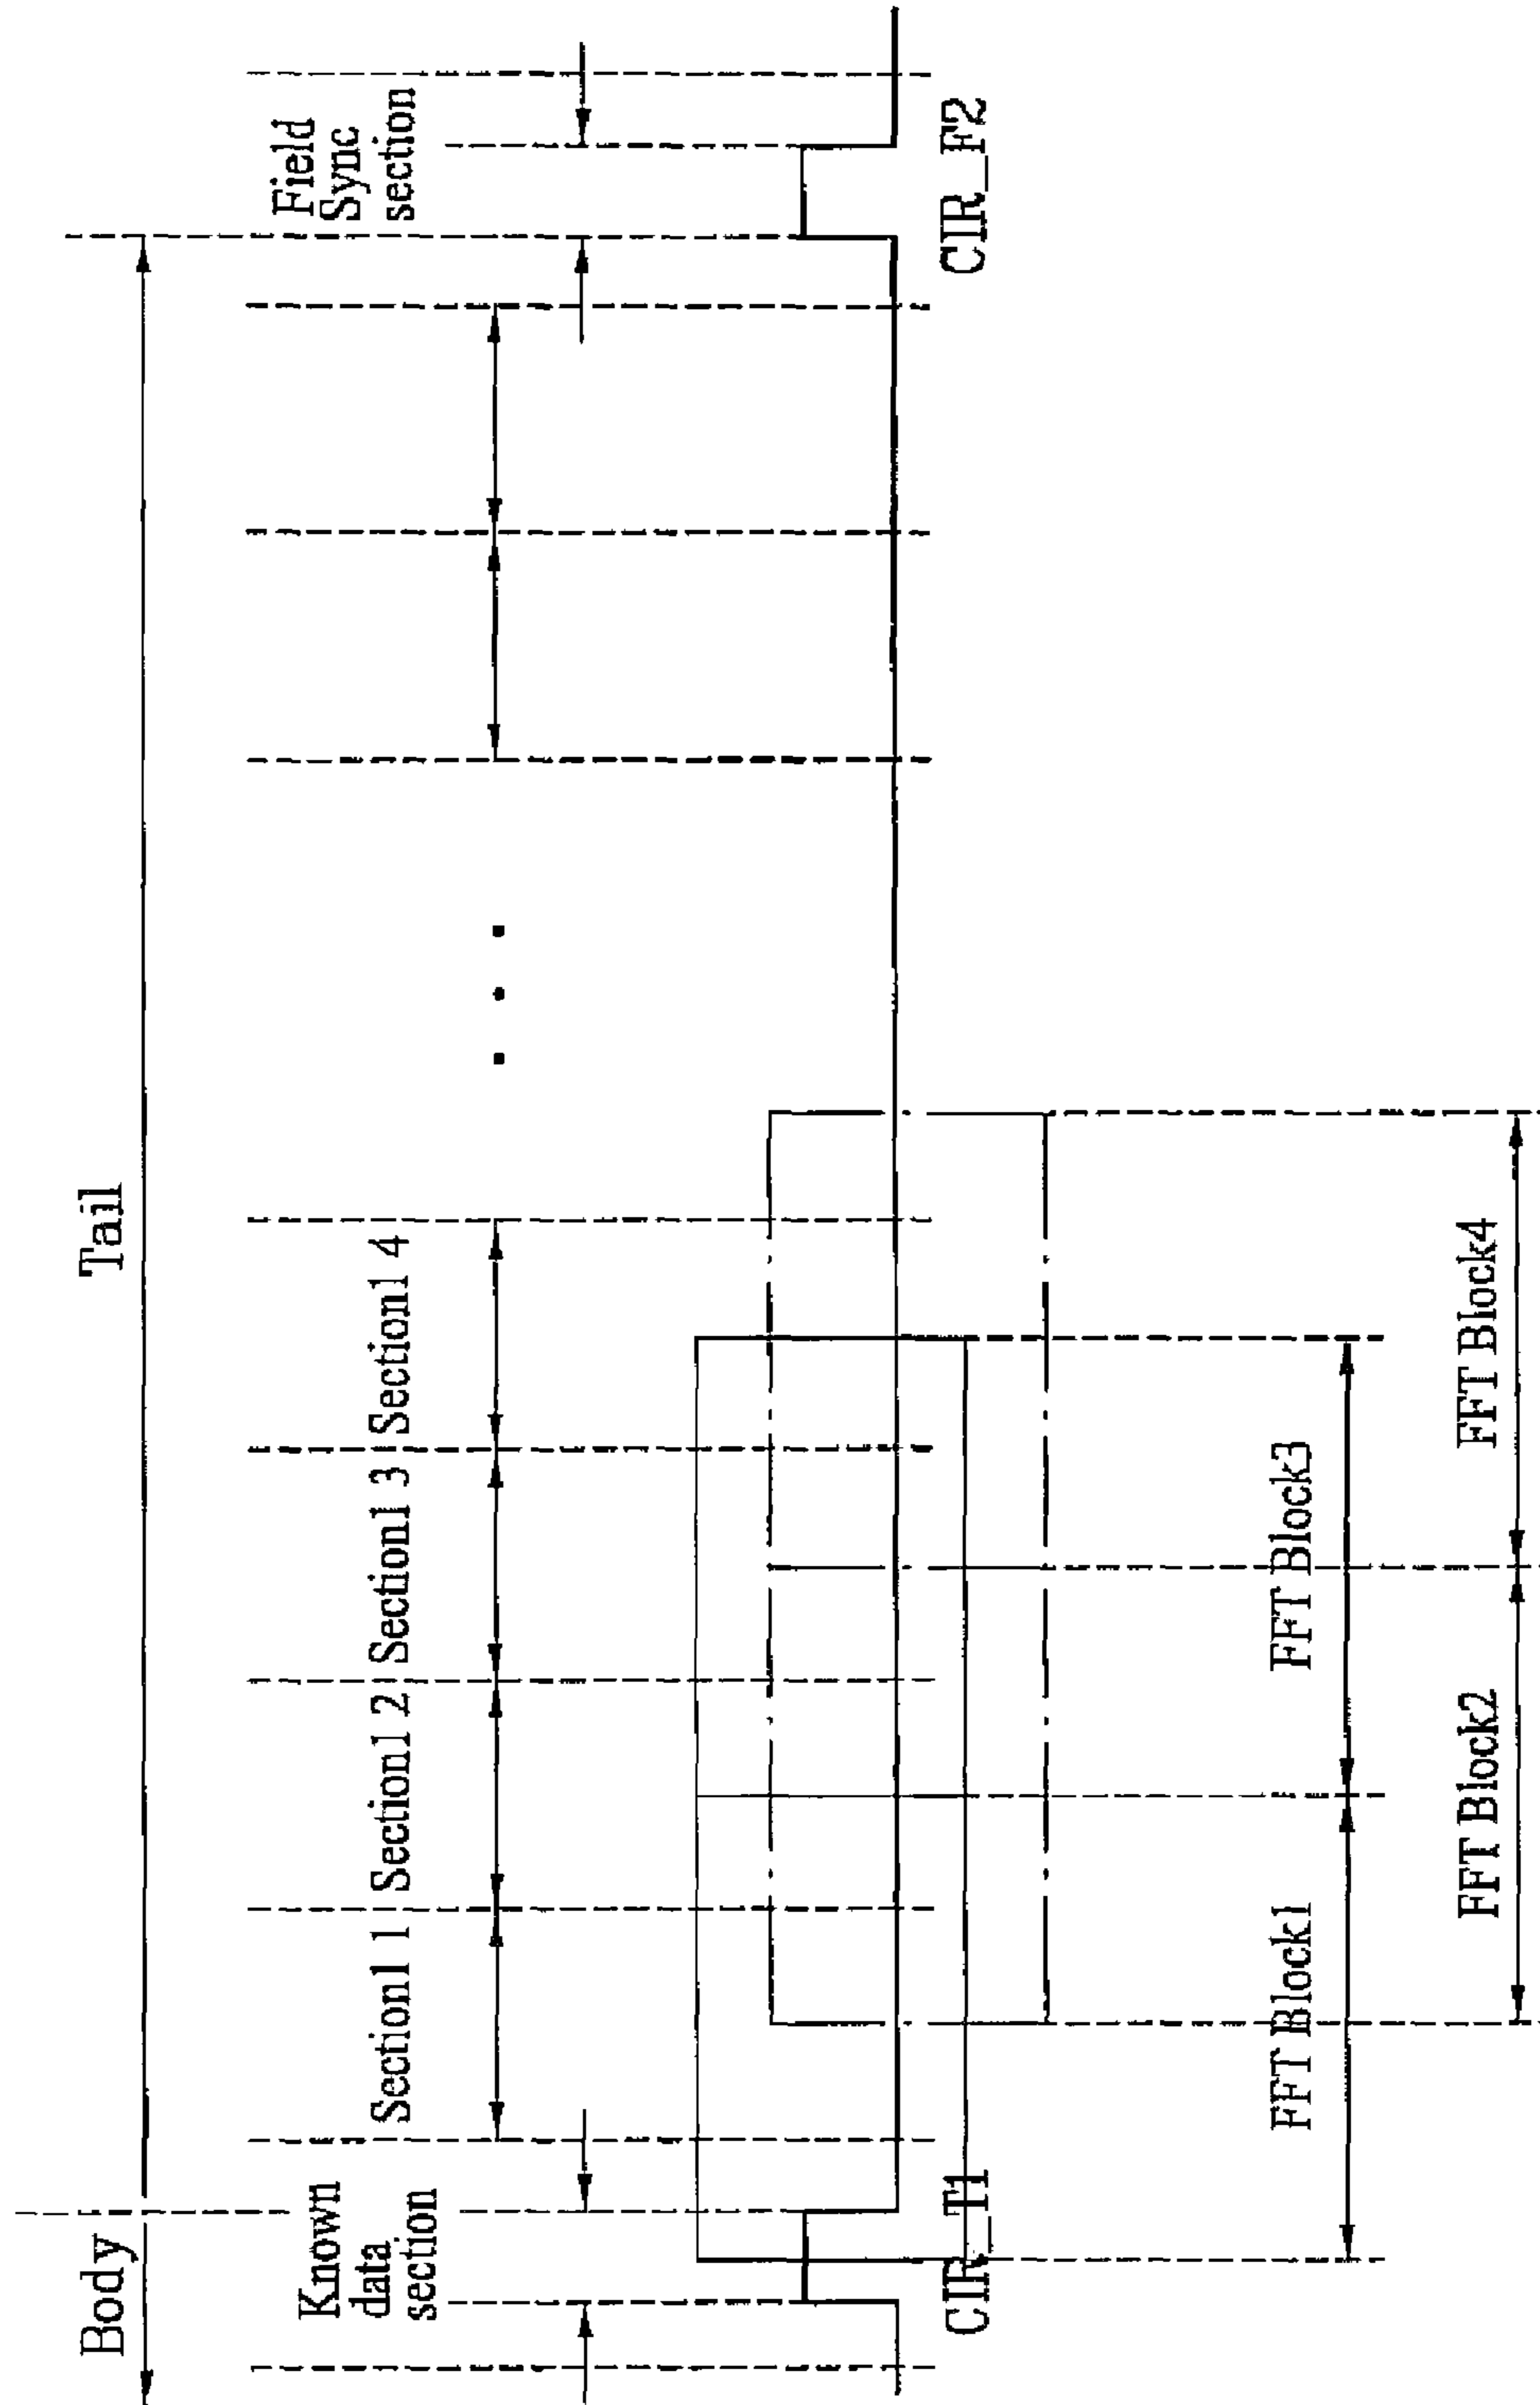 Body
Tail
Known
data
section
Field
Sync
section
Section1 1
Section1 2
Section1 3
Section1 4
CIR_T1
CIR_F2
FFT Block1
FFT Block3
FFT Block2
FFT Block4